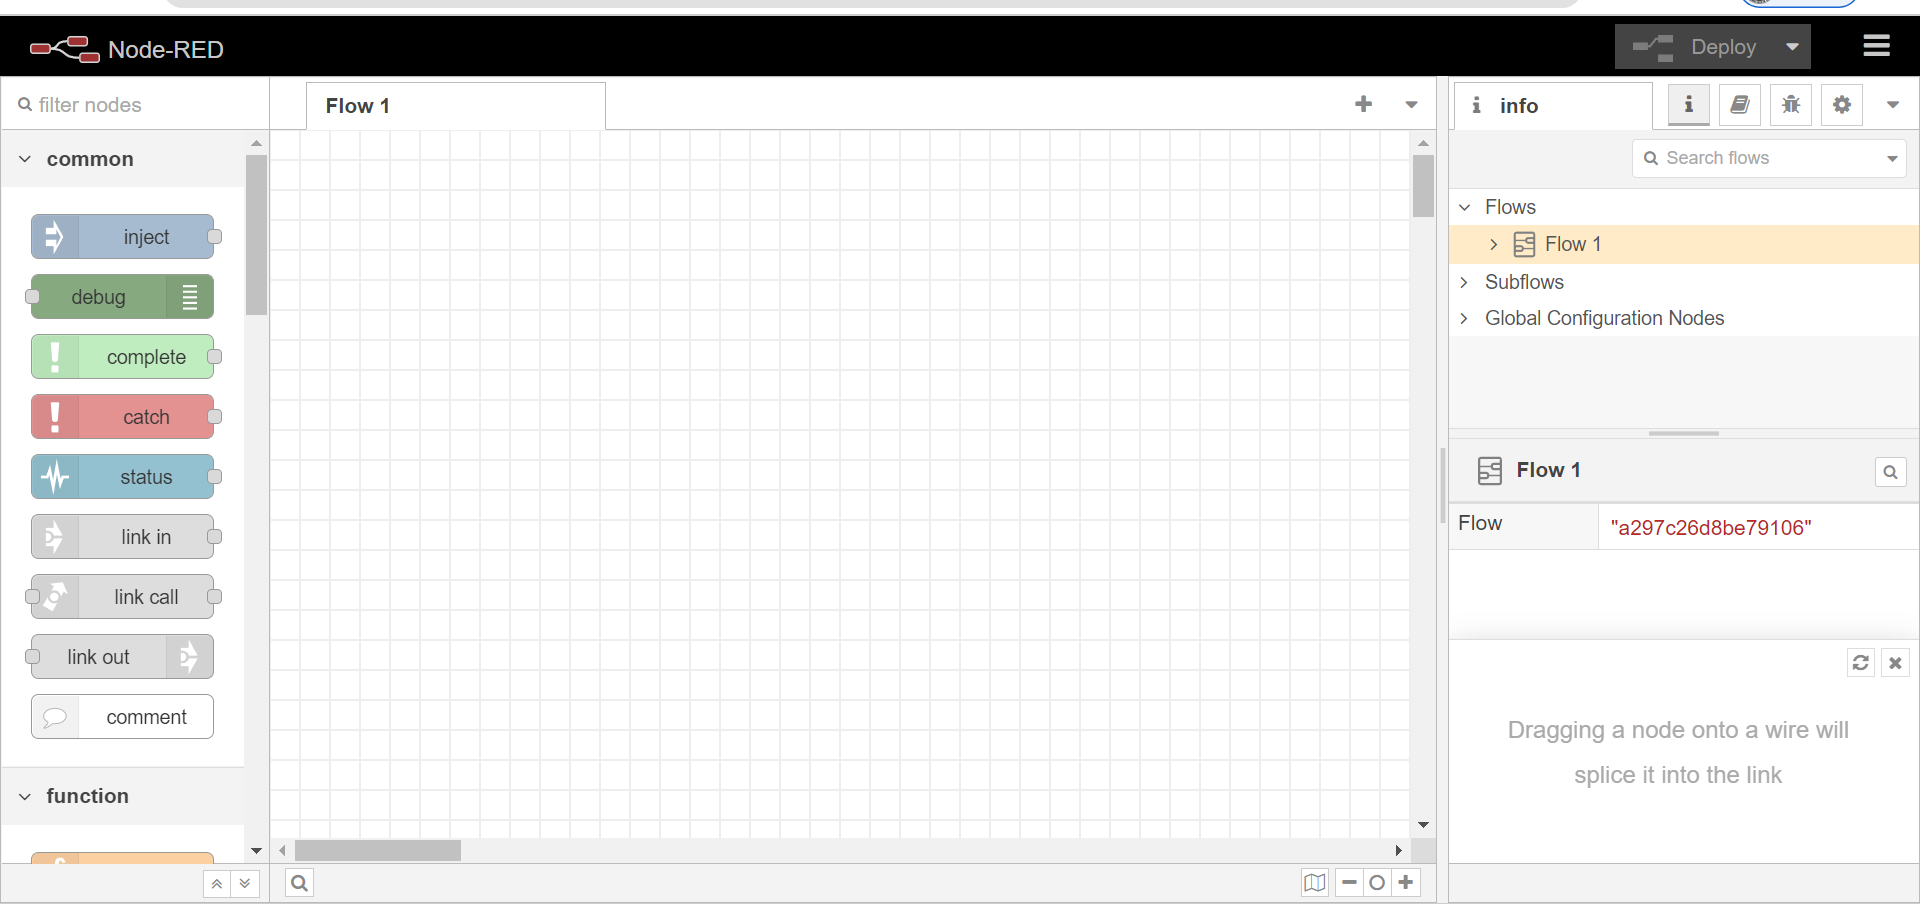 Node-RED
Deploy
filter nodes
Flow 1
info
common
Search flows
Flows
Flow 1
Subflows
Global Configuration Nodes
inject
debug
complete
catch
status
link in
link call
link out
comment
function
Flow 1
Flow
"a297c26d8be79106"
Dragging a node onto a wire will
splice it into the link